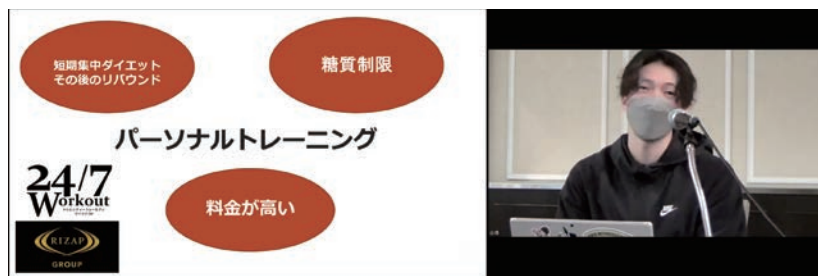 短期集中ダイエット
その後のリバウンド
糖質制限
パーソナルトレーニング
24/7
Workout
料金が高い
RIZAP
GROUP